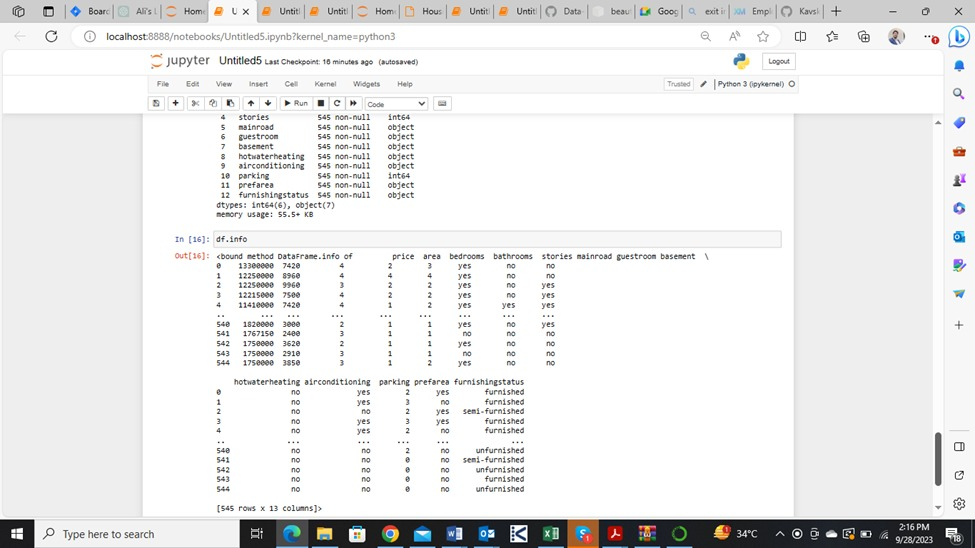 Board
Ali's L
Home
U
Untitl
Untitl
Home
Hous
Untitl
Untitl
Data
beaut
Goog
exit ir
Emplo
Kavsk
localhost:8888/notebooks/Untitled5.ipynb?kernel_name=python3
jupyter Untitled5 Last Checkpoint: 16 minutes ago (autosaved)
Logout
File Edit View Insert Cell Kernel Widgets Help
Trusted Python 3 (ipykernel)
Run Code
4 stories 545 non-null int64
5 mainroad 545 non-null object
6 guestroom 545 non-null object
7 basement 545 non-null object
8 hotwaterheating 545 non-null object
9 airconditioning 545 non-null object
10 parking 545 non-null int64
11 prefarea 545 non-null object
12 furnishingstatus 545 non-null object
dtypes: int64(6), object(7)
memory usage: 55.5+ KB
In [16]: df.info
Out[16]: <bound method DataFrame.info of price area bedrooms bathrooms stories mainroad guestroom basement \
0 13300000 7420 4 2 3 yes no no
1 12250000 8960 4 4 4 yes no no
2 12250000 9960 3 2 2 yes no yes
3 12215000 7500 4 2 2 yes no yes
4 11410000 7420 4 1 2 yes yes yes
.. ... ... ... ... ... ... ... ...
540 1820000 3000 2 1 1 yes no yes
541 1767150 2400 3 1 1 no no no
542 1750000 3620 2 1 1 yes no no
543 1750000 2910 3 1 1 no no no
544 1750000 3850 3 1 2 yes no no
hotwaterheating airconditioning parking prefarea furnishingstatus
0 no yes 2 yes furnished
1 no yes 3 no furnished
2 no no 2 yes semi-furnished
3 no yes 3 yes furnished
4 no yes 2 no furnished
.. ... ... ... ... ...
540 no no 2 no unfurnished
541 no no 0 no semi-furnished
542 no no 0 no unfurnished
543 no no 0 no furnished
544 no no 0 no unfurnished
[545 rows x 13 columns]>
Type here to search
34°C
2:16 PM
9/28/2023
18